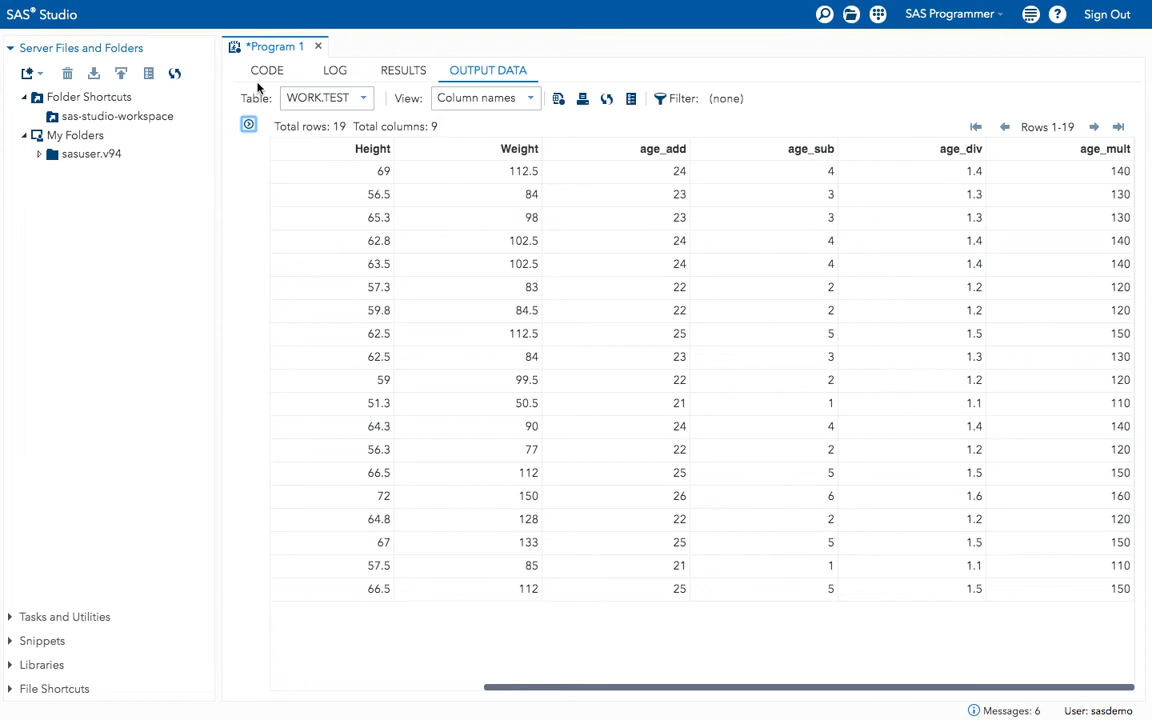 SAS® Studio
SAS Programmer
Sign Out
Server Files and Folders
Folder Shortcuts
sas-studio-workspace
My Folders
sasuser.v94
Tasks and Utilities
Snippets
Libraries
File Shortcuts
*Program 1
CODE LOG RESULTS OUTPUT DATA
Table: WORK.TEST View: Column names Filter: (none)
Total rows: 19 Total columns: 9 Rows 1-19
Height Weight age_add age_sub age_div age_mult
69 112.5 24 4 1.4 140
56.5 84 23 3 1.3 130
65.3 98 23 3 1.3 130
62.8 102.5 24 4 1.4 140
63.5 102.5 24 4 1.4 140
57.3 83 22 2 1.2 120
59.8 84.5 22 2 1.2 120
62.5 112.5 25 5 1.5 150
62.5 84 23 3 1.3 130
59 99.5 22 2 1.2 120
51.3 50.5 21 1 1.1 110
64.3 90 24 4 1.4 140
56.3 77 22 2 1.2 120
66.5 112 25 5 1.5 150
72 150 26 6 1.6 160
64.8 128 22 2 1.2 120
67 133 25 5 1.5 150
57.5 85 21 1 1.1 110
66.5 112 25 5 1.5 150
Messages: 6 User: sasdemo